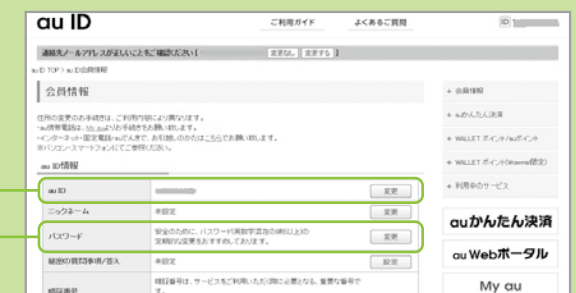 au ID
ご利用ガイド
よくあるご質問
ID
連絡先メールアドレスが正しいことをご確認ください [
変更なし
変更する ]
au ID TOP > au ID会員情報
会員情報
住所の変更のお手続きは、ご利用内容により異なります。
・au携帯電話は、My auよりお手続きをお願い致します。
・インターネット・固定電話・auでんきで、お引越しのかたはこちらでお願い致します。
※パソコン・スマートフォンにてご参照ください。
au ID情報
au ID
変更
ニックネーム
未設定
変更
パスワード
安全のために、パスワード(英数字混在の8桁以上)の
定期的な変更をおすすめしております。
変更
秘密の質問事項/答え
未設定
設定
暗証番号
暗証番号は、サービスをご利用いただく際に必要となる、重要な番号で
す。
+ 会員情報
+ auかんたん決済
+ WALLET ポイント/auポイント
+ WALLET ポイント(Wowma!限定)
+ 利用中のサービス
auかんたん決済
au Webポータル
My au